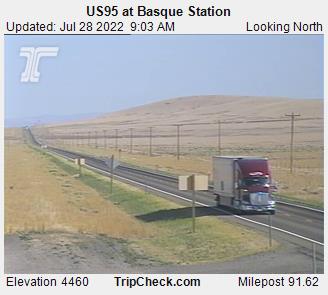 US95 at Basque Station
Updated: Jul 28 2022 9:03 AM Looking North
Elevation 4460 TripCheck.com Milepost 91.62